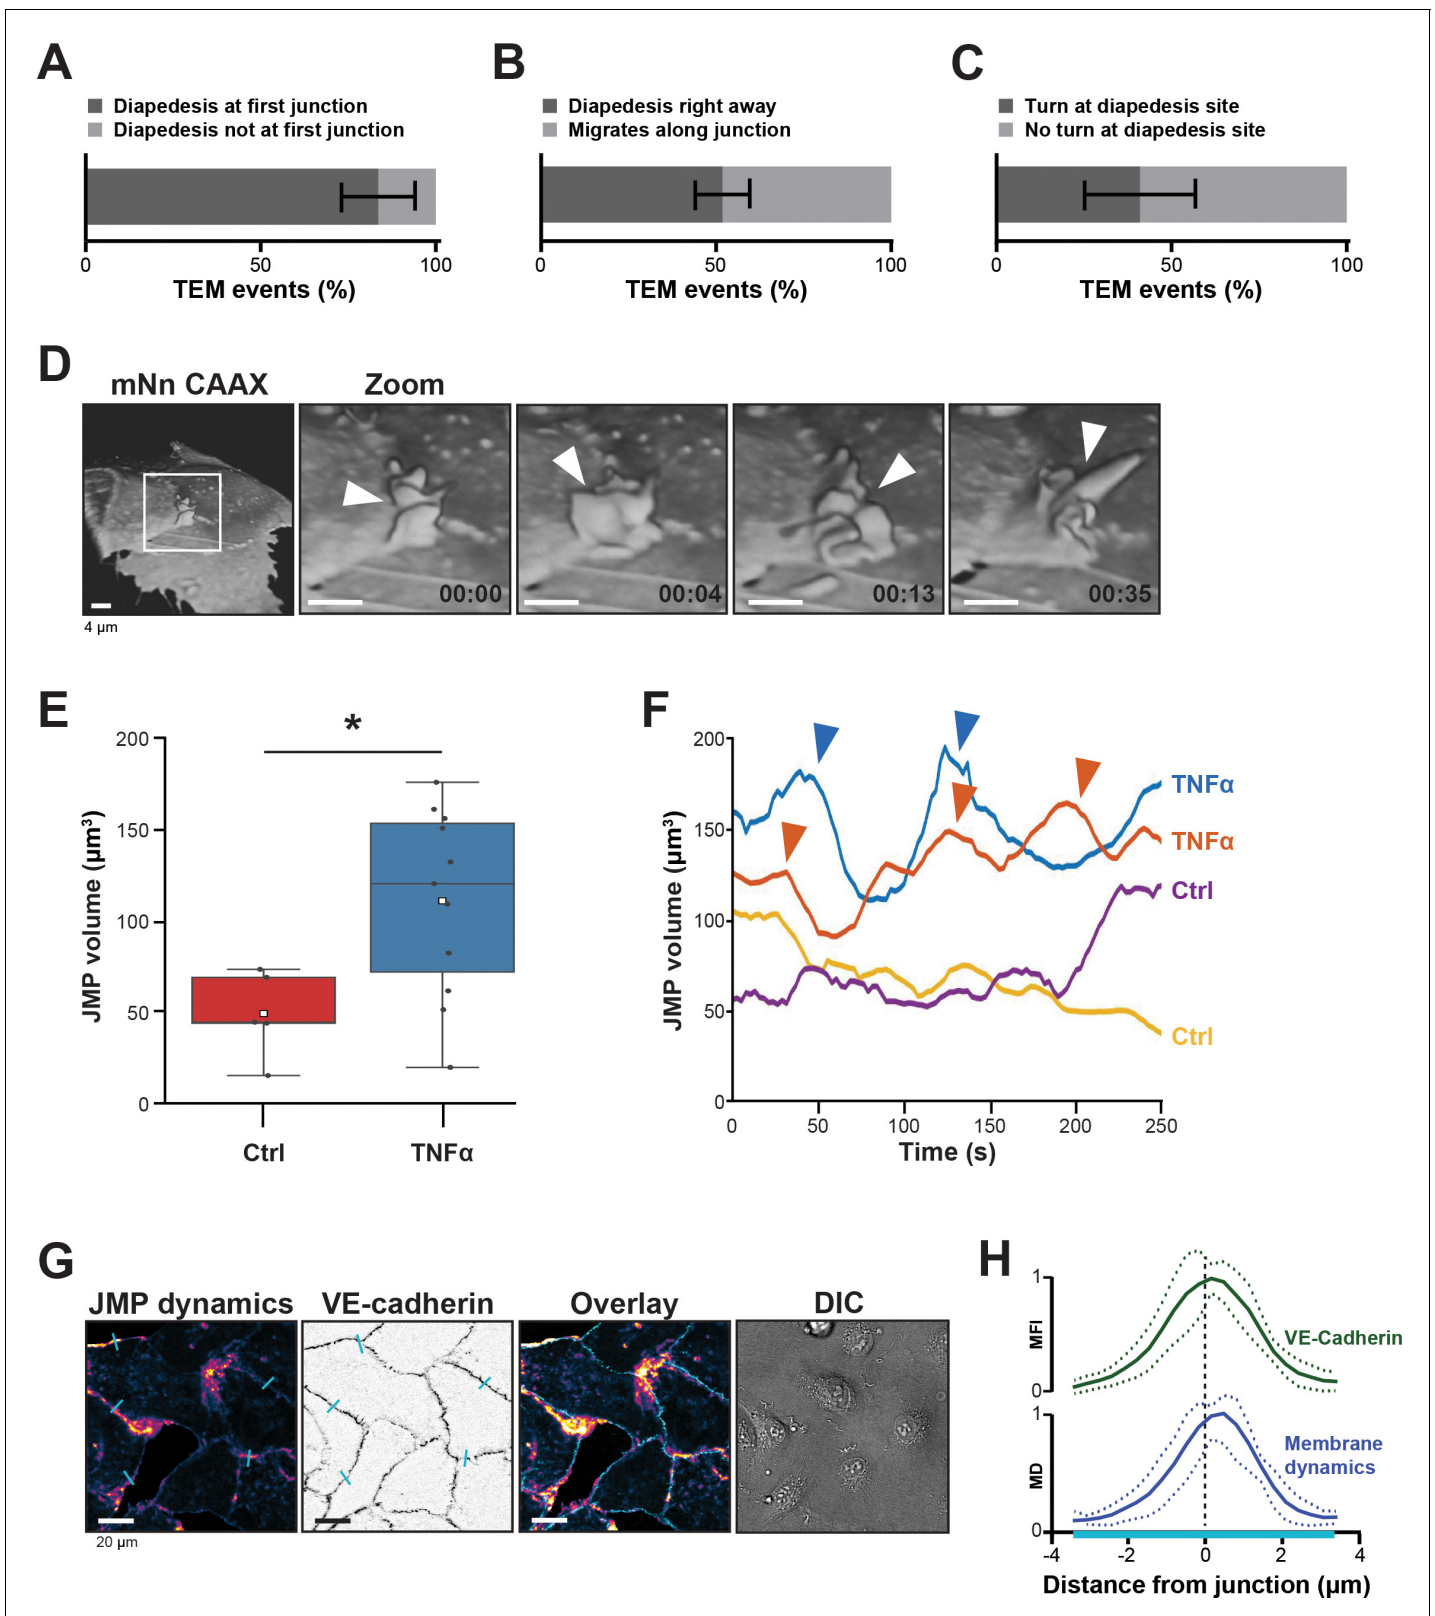 A
Diapedesis at first junction
Diapedesis not at first junction
0 50 100
TEM events (%)
B
Diapedesis right away
Migrates along junction
0 50 100
TEM events (%)
C
Turn at diapedesis site
No turn at diapedesis site
0 50 100
TEM events (%)
D
mNn CAAX Zoom
00:00 00:04 00:13 00:35
4 µm
E
*
200
150
100
50
0
JMP volume (µm³)
Ctrl TNFα
F
200
150
100
50
0
JMP volume (µm³)
TNFα
TNFα
Ctrl
Ctrl
0 50 100 150 200 250
Time (s)
G
JMP dynamics VE-cadherin Overlay DIC
20 µm
H
1
MFI
0
VE-Cadherin
1
MD
0
Membrane
dynamics
-4 -2 0 2 4
Distance from junction (µm)